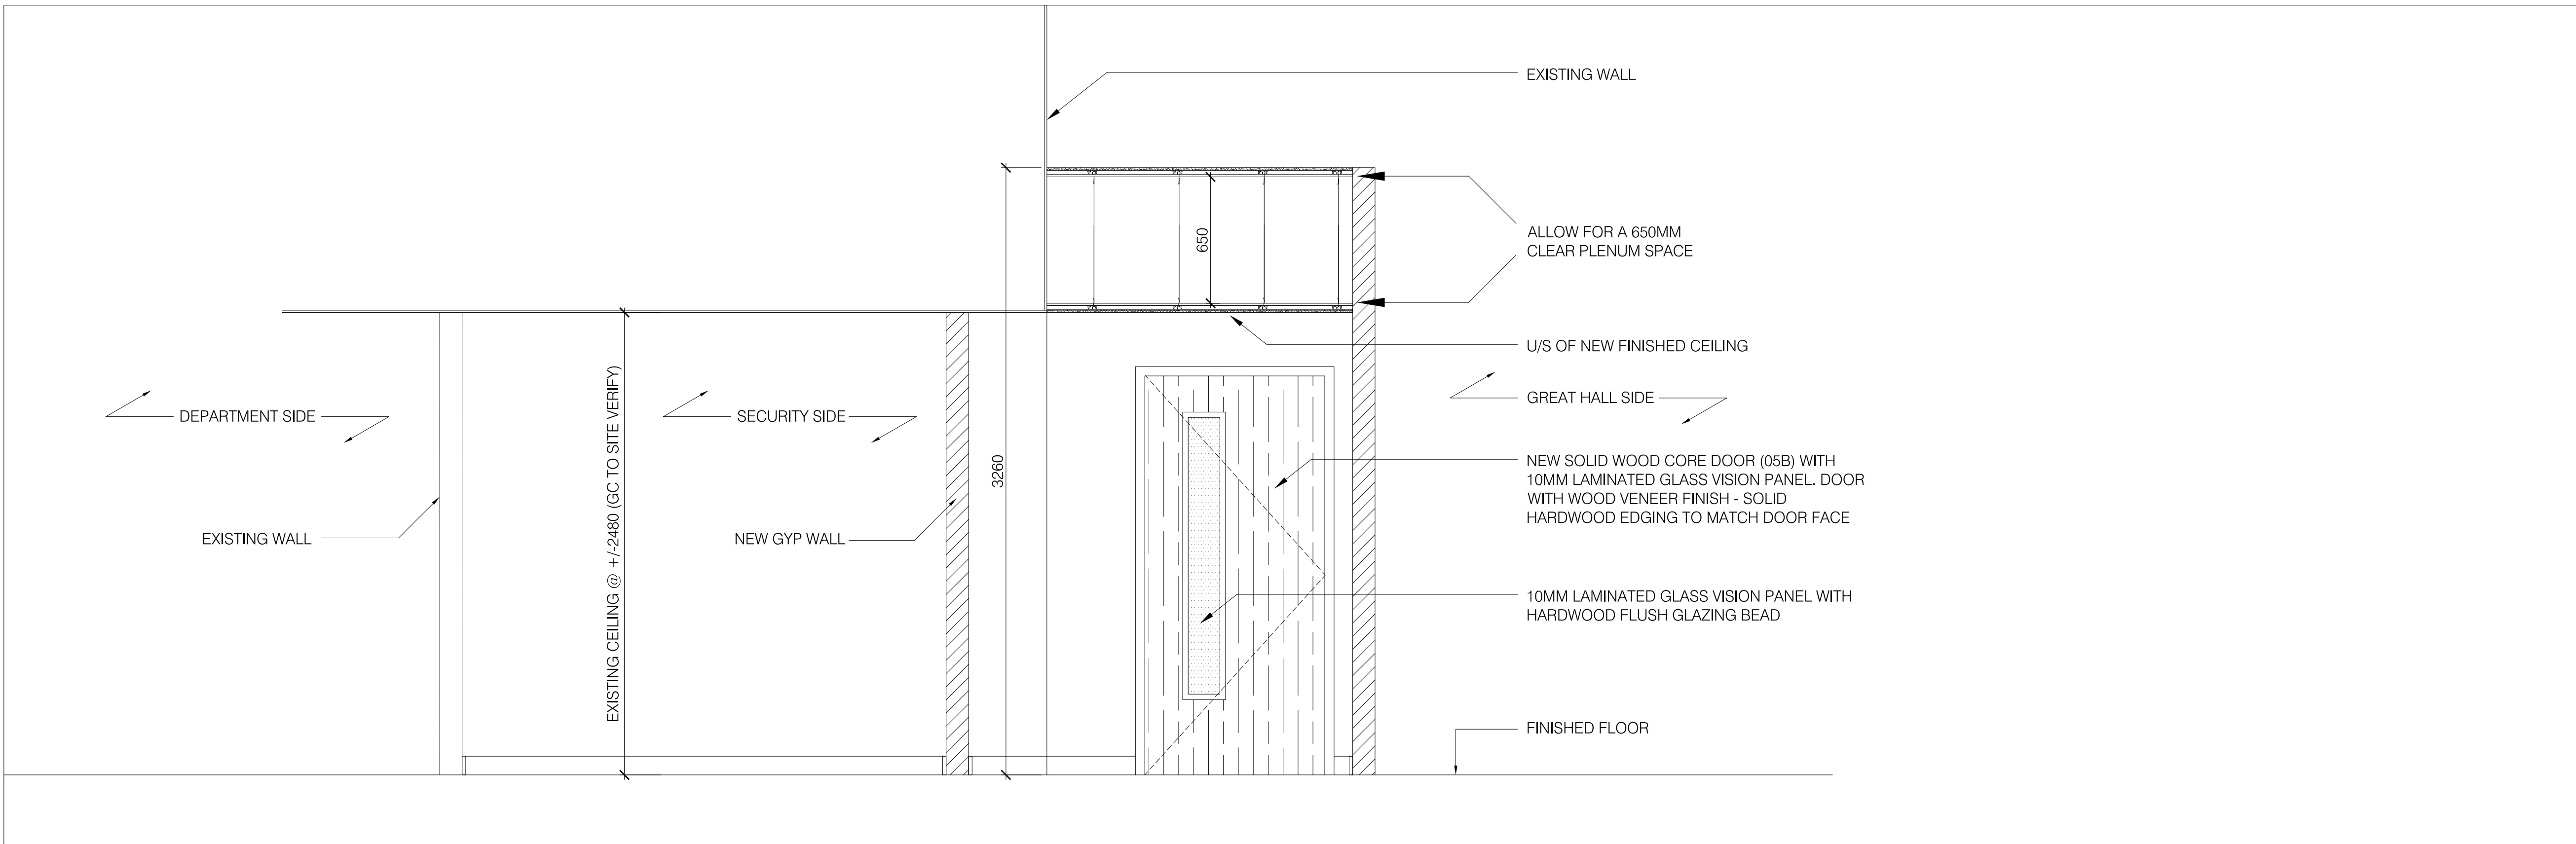 EXISTING WALL
ALLOW FOR A 650MM
CLEAR PLENUM SPACE
650
U/S OF NEW FINISHED CEILING
GREAT HALL SIDE
DEPARTMENT SIDE
SECURITY SIDE
EXISTING CEILING @ +/-2480 (GC TO SITE VERIFY)
3260
NEW SOLID WOOD CORE DOOR (05B) WITH
10MM LAMINATED GLASS VISION PANEL. DOOR
WITH WOOD VENEER FINISH - SOLID
HARDWOOD EDGING TO MATCH DOOR FACE
EXISTING WALL
NEW GYP WALL
10MM LAMINATED GLASS VISION PANEL WITH
HARDWOOD FLUSH GLAZING BEAD
FINISHED FLOOR